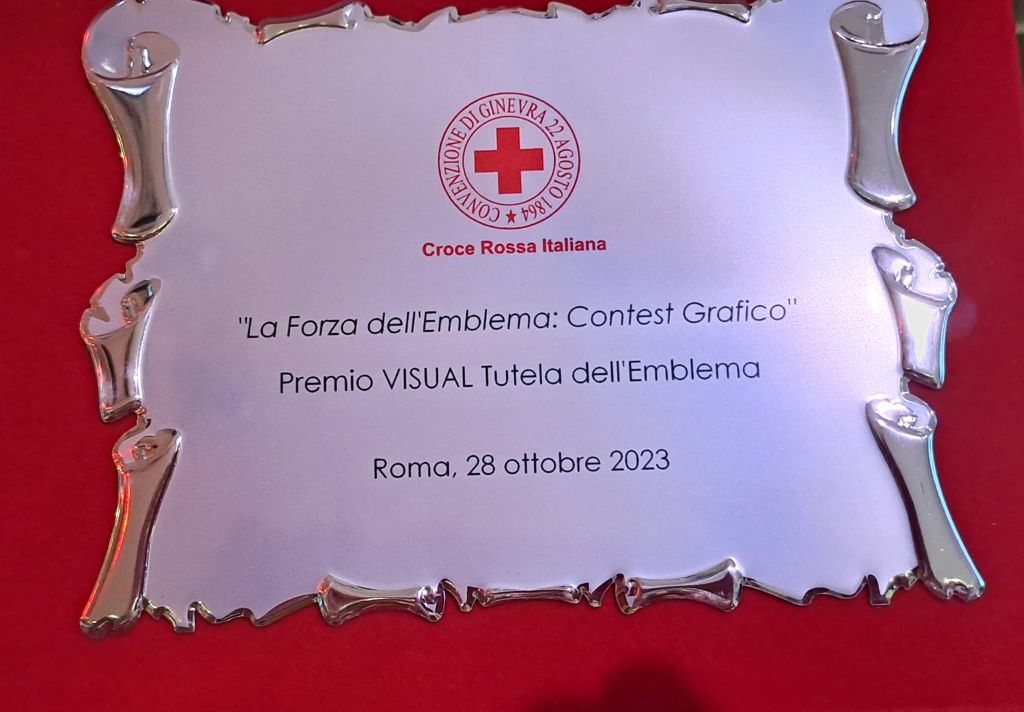 CONVENZIONE DI GINEVRA 22 AGOSTO 1864
Croce Rossa Italiana
"La Forza dell'Emblema: Contest Grafico"
Premio VISUAL Tutela dell'Emblema
Roma, 28 ottobre 2023